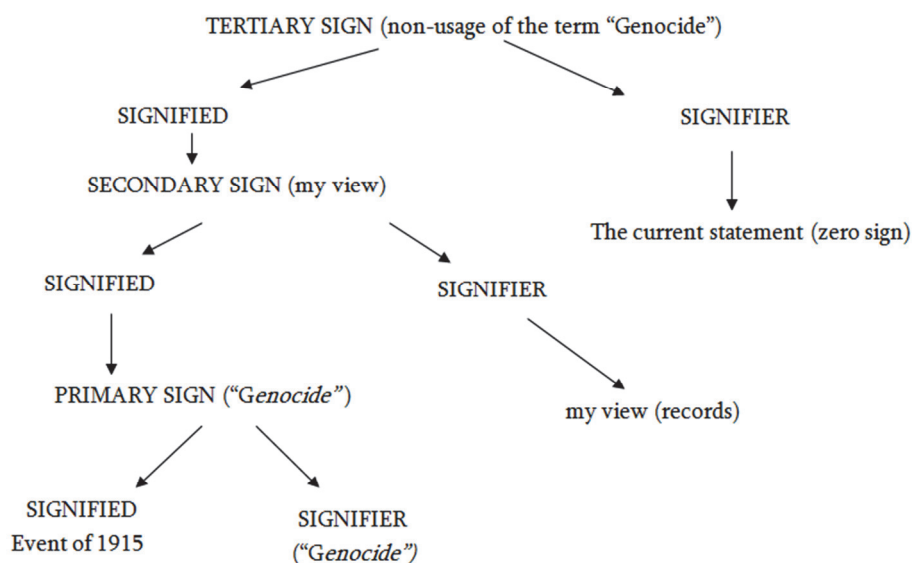 TERTIARY SIGN (non-usage of the term “Genocide”)
SIGNIFIED
SIGNIFIER
SECONDARY SIGN (my view)
The current statement (zero sign)
SIGNIFIED
SIGNIFIER
PRIMARY SIGN (“Genocide”)
my view (records)
SIGNIFIED
Event of 1915
SIGNIFIER
(“Genocide”)